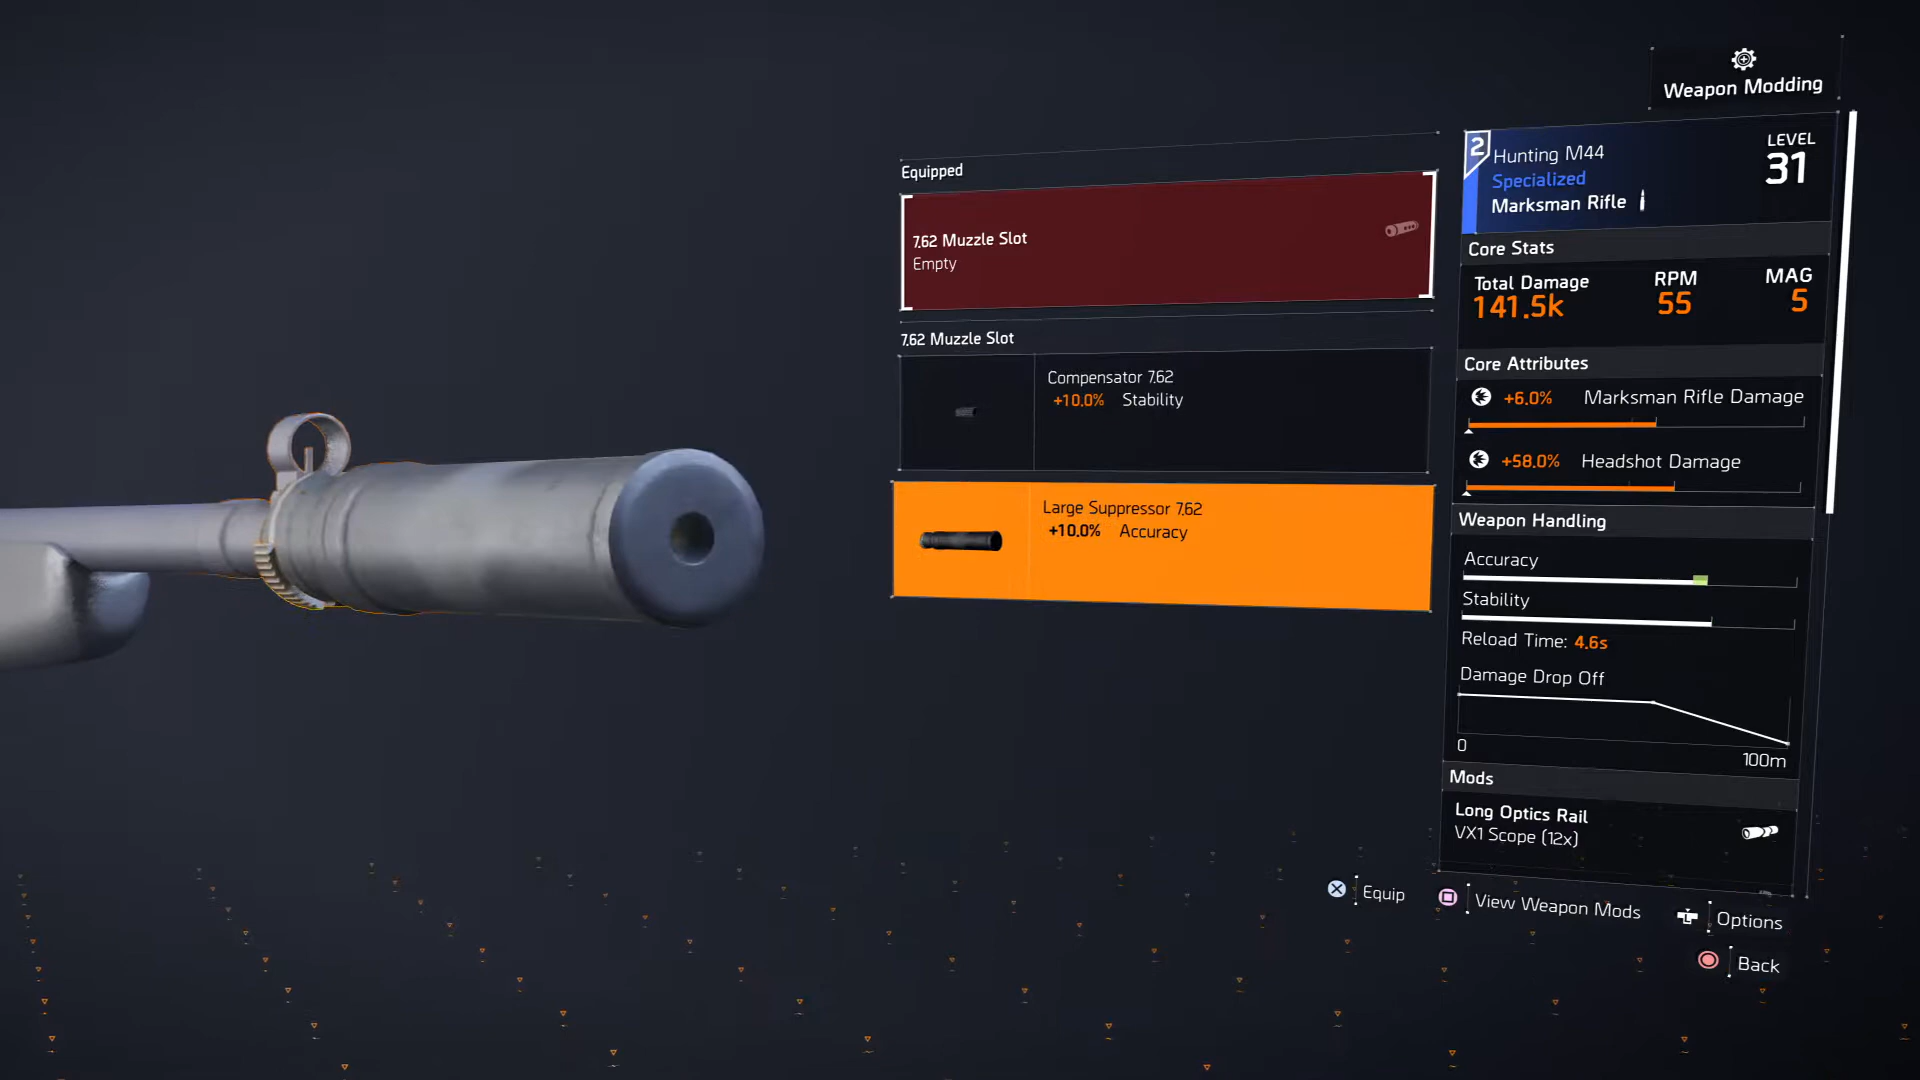 Weapon Modding
Equipped
7.62 Muzzle Slot
Empty
7.62 Muzzle Slot
Compensator 7.62
+10.0% Stability
Large Suppressor 7.62
+10.0% Accuracy
2
Hunting M44
Specialized
Marksman Rifle
LEVEL
31
Core Stats
Total Damage RPM MAG
141.5k 55 5
Core Attributes
+6.0% Marksman Rifle Damage
+58.0% Headshot Damage
Weapon Handling
Accuracy
Stability
Reload Time: 4.6s
Damage Drop Off
0 100m
Mods
Long Optics Rail
VX1 Scope (12x)
Equip View Weapon Mods Options
Back